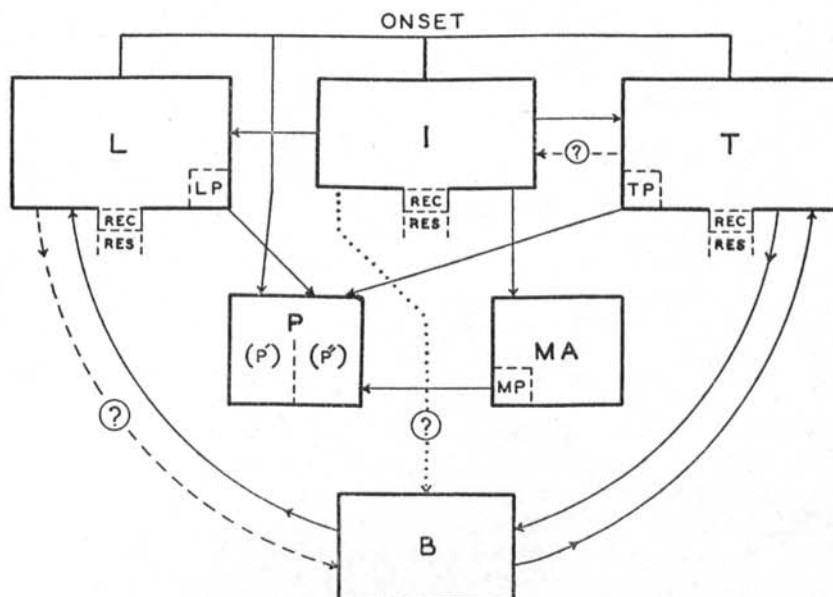 ONSET
L
I
T
?
LP
TP
REC
RES
REC
RES
REC
RES
P
(P')
(P")
MA
MP
?
?
B